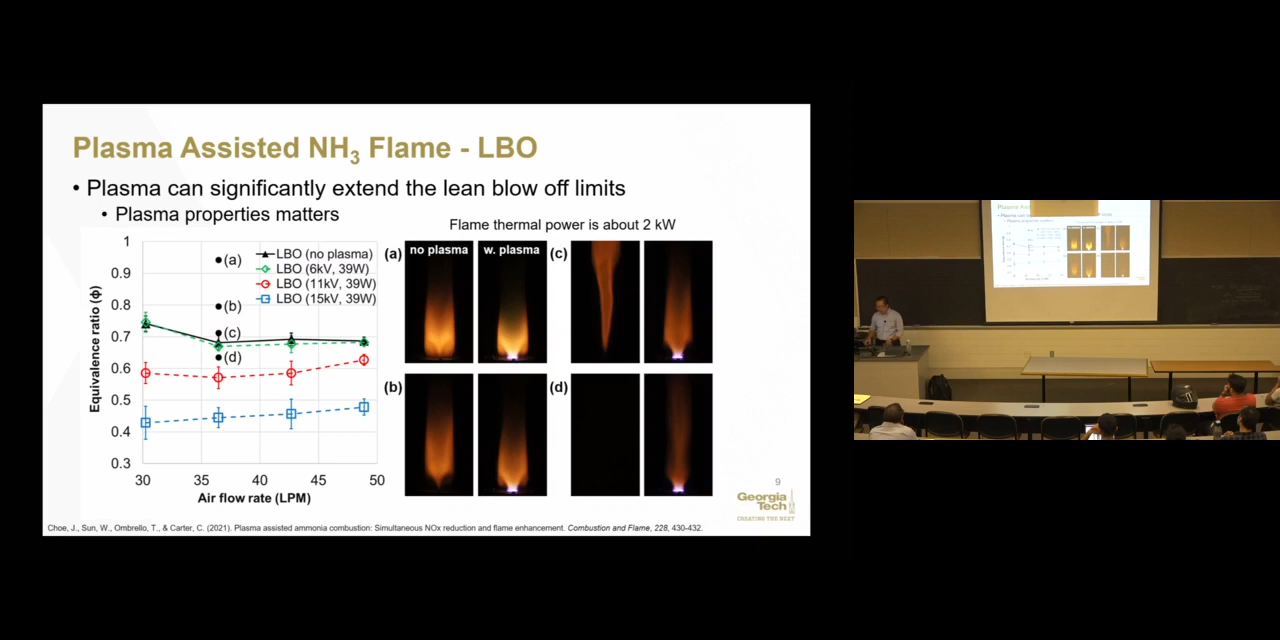 Plasma Assisted NH₃ Flame - LBO
• Plasma can significantly extend the lean blow off limits
• Plasma properties matters
Flame thermal power is about 2 kW
1
0.9
0.8
0.7
0.6
0.5
0.4
0.3
Equivalence ratio (ϕ)
30
35
40
45
50
Air flow rate (LPM)
LBO (no plasma)
LBO (6kV, 39W)
LBO (11kV, 39W)
LBO (15kV, 39W)
(a)
(b)
(c)
(d)
(a)
no plasma
w. plasma
(c)
(b)
(d)
9
Georgia
Tech
CREATING THE NEXT
Choe, J., Sun, W., Ombrello, T., & Carter, C. (2021). Plasma assisted ammonia combustion: Simultaneous NOx reduction and flame enhancement. Combustion and Flame, 228, 430-432.